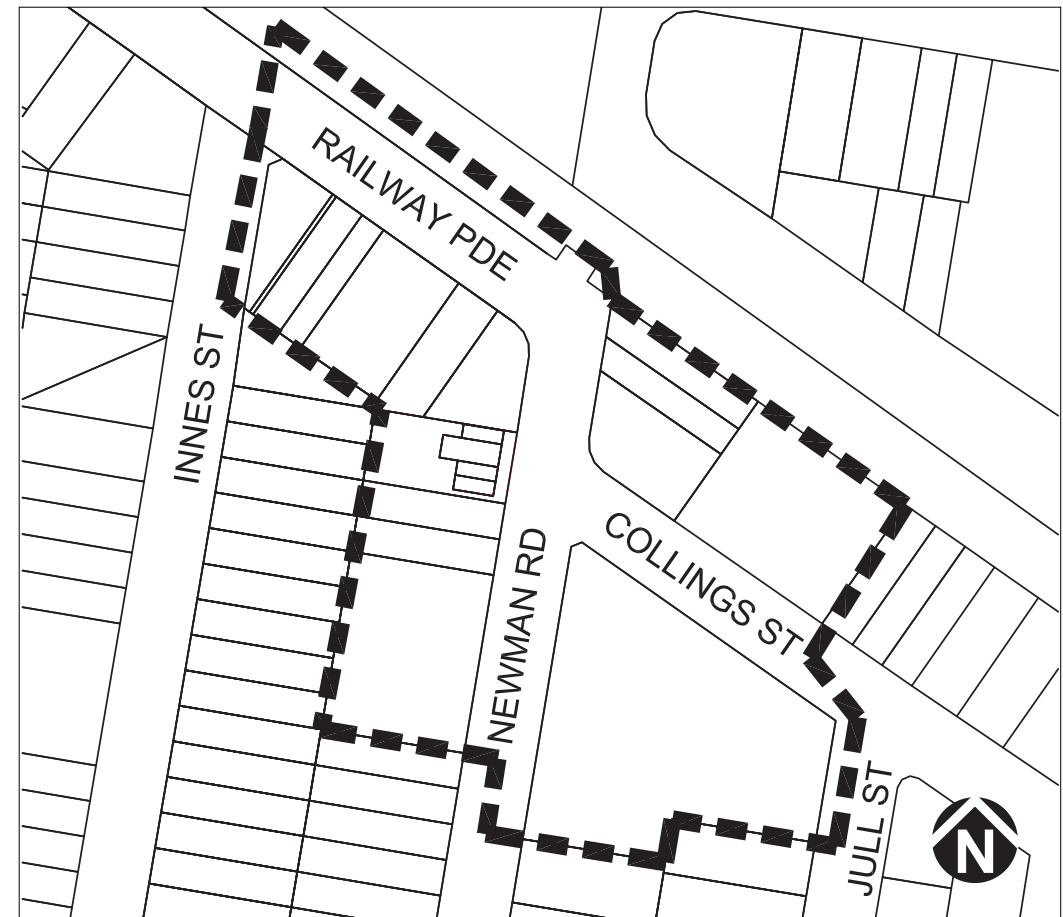 RAILWAY PDE
INNES ST
COLLINGS ST
NEWMAN RD
JULL ST
N